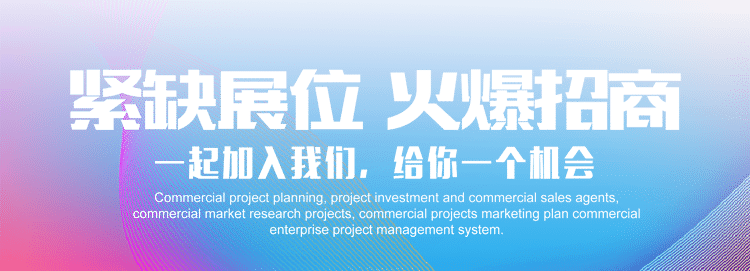 紧缺展位 火爆招商
一起加入我们，给你一个机会
Commercial project planning, project investment and commercial sales agents,
commercial market research projects, commercial projects marketing plan commercial
enterprise project management system.